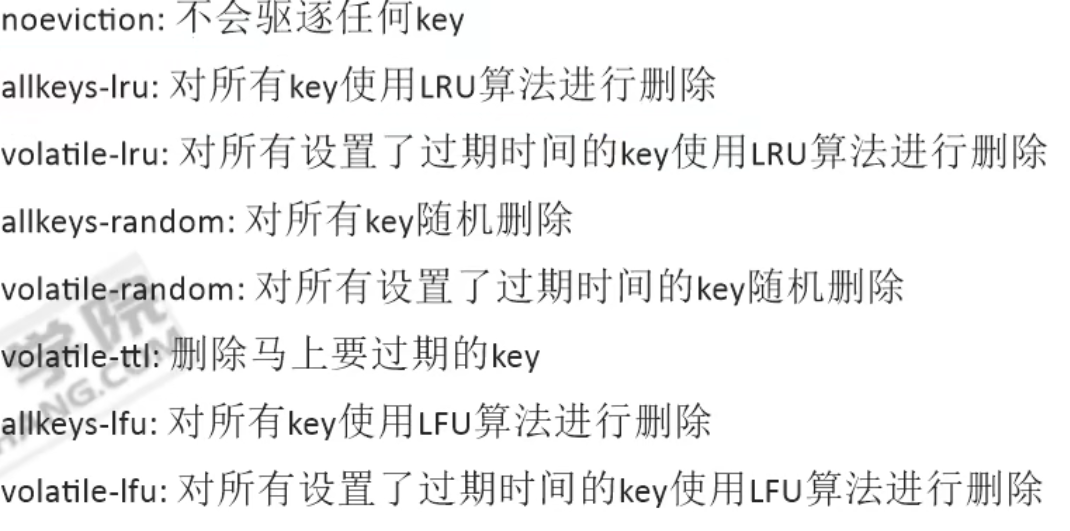 noeviction: 不会驱逐任何key
allkeys-lru: 对所有key使用LRU算法进行删除
volatile-lru: 对所有设置了过期时间的key使用LRU算法进行删除
allkeys-random: 对所有key随机删除
volatile-random: 对所有设置了过期时间的key随机删除
volatile-ttl: 删除马上要过期的key
allkeys-lfu: 对所有key使用LFU算法进行删除
volatile-lfu: 对所有设置了过期时间的key使用LFU算法进行删除
学院
HANG.COM